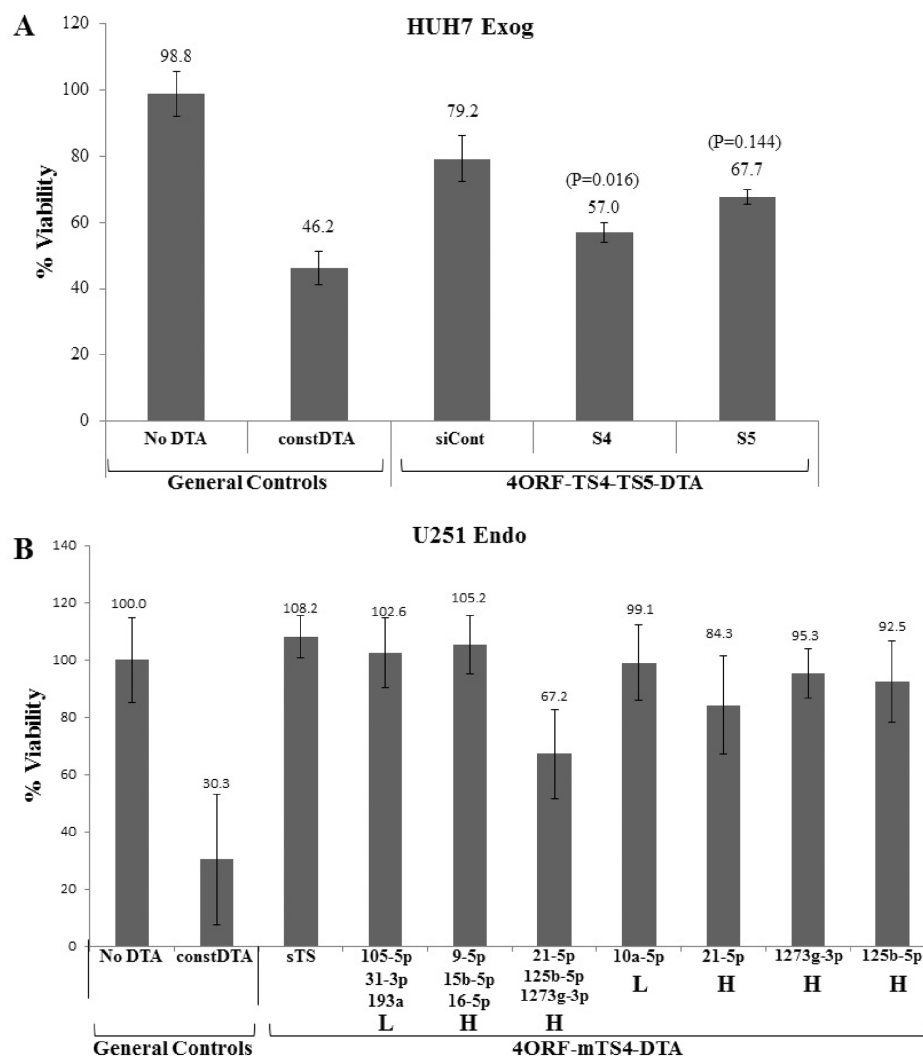 A
HUH7 Exog
% Viability
120
100
80
60
40
20
0
98.8
46.2
79.2
(P=0.016)
57.0
(P=0.144)
67.7
No DTA constDTA siCont S4 S5
General Controls 4ORF-TS4-TS5-DTA
B
U251 Endo
% Viability
140
120
100
80
60
40
20
0
100.0
30.3
108.2
102.6
105.2
67.2
99.1
84.3
95.3
92.5
No DTA constDTA sTS 105-5p 9-5p 21-5p 10a-5p 21-5p 1273g-3p 125b-5p
31-3p 15b-5p 125b-5p L H H H
193a 16-5p 1273g-3p
L H H
General Controls 4ORF-mTS4-DTA